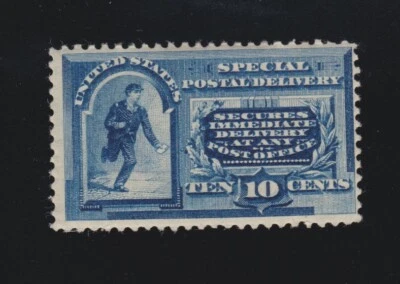 UNITED STATES
SPECIAL
POSTAL DELIVERY
SECURES
IMMEDIATE
DELIVERY
AT ANY
POST OFFICE
TEN 10 CENTS